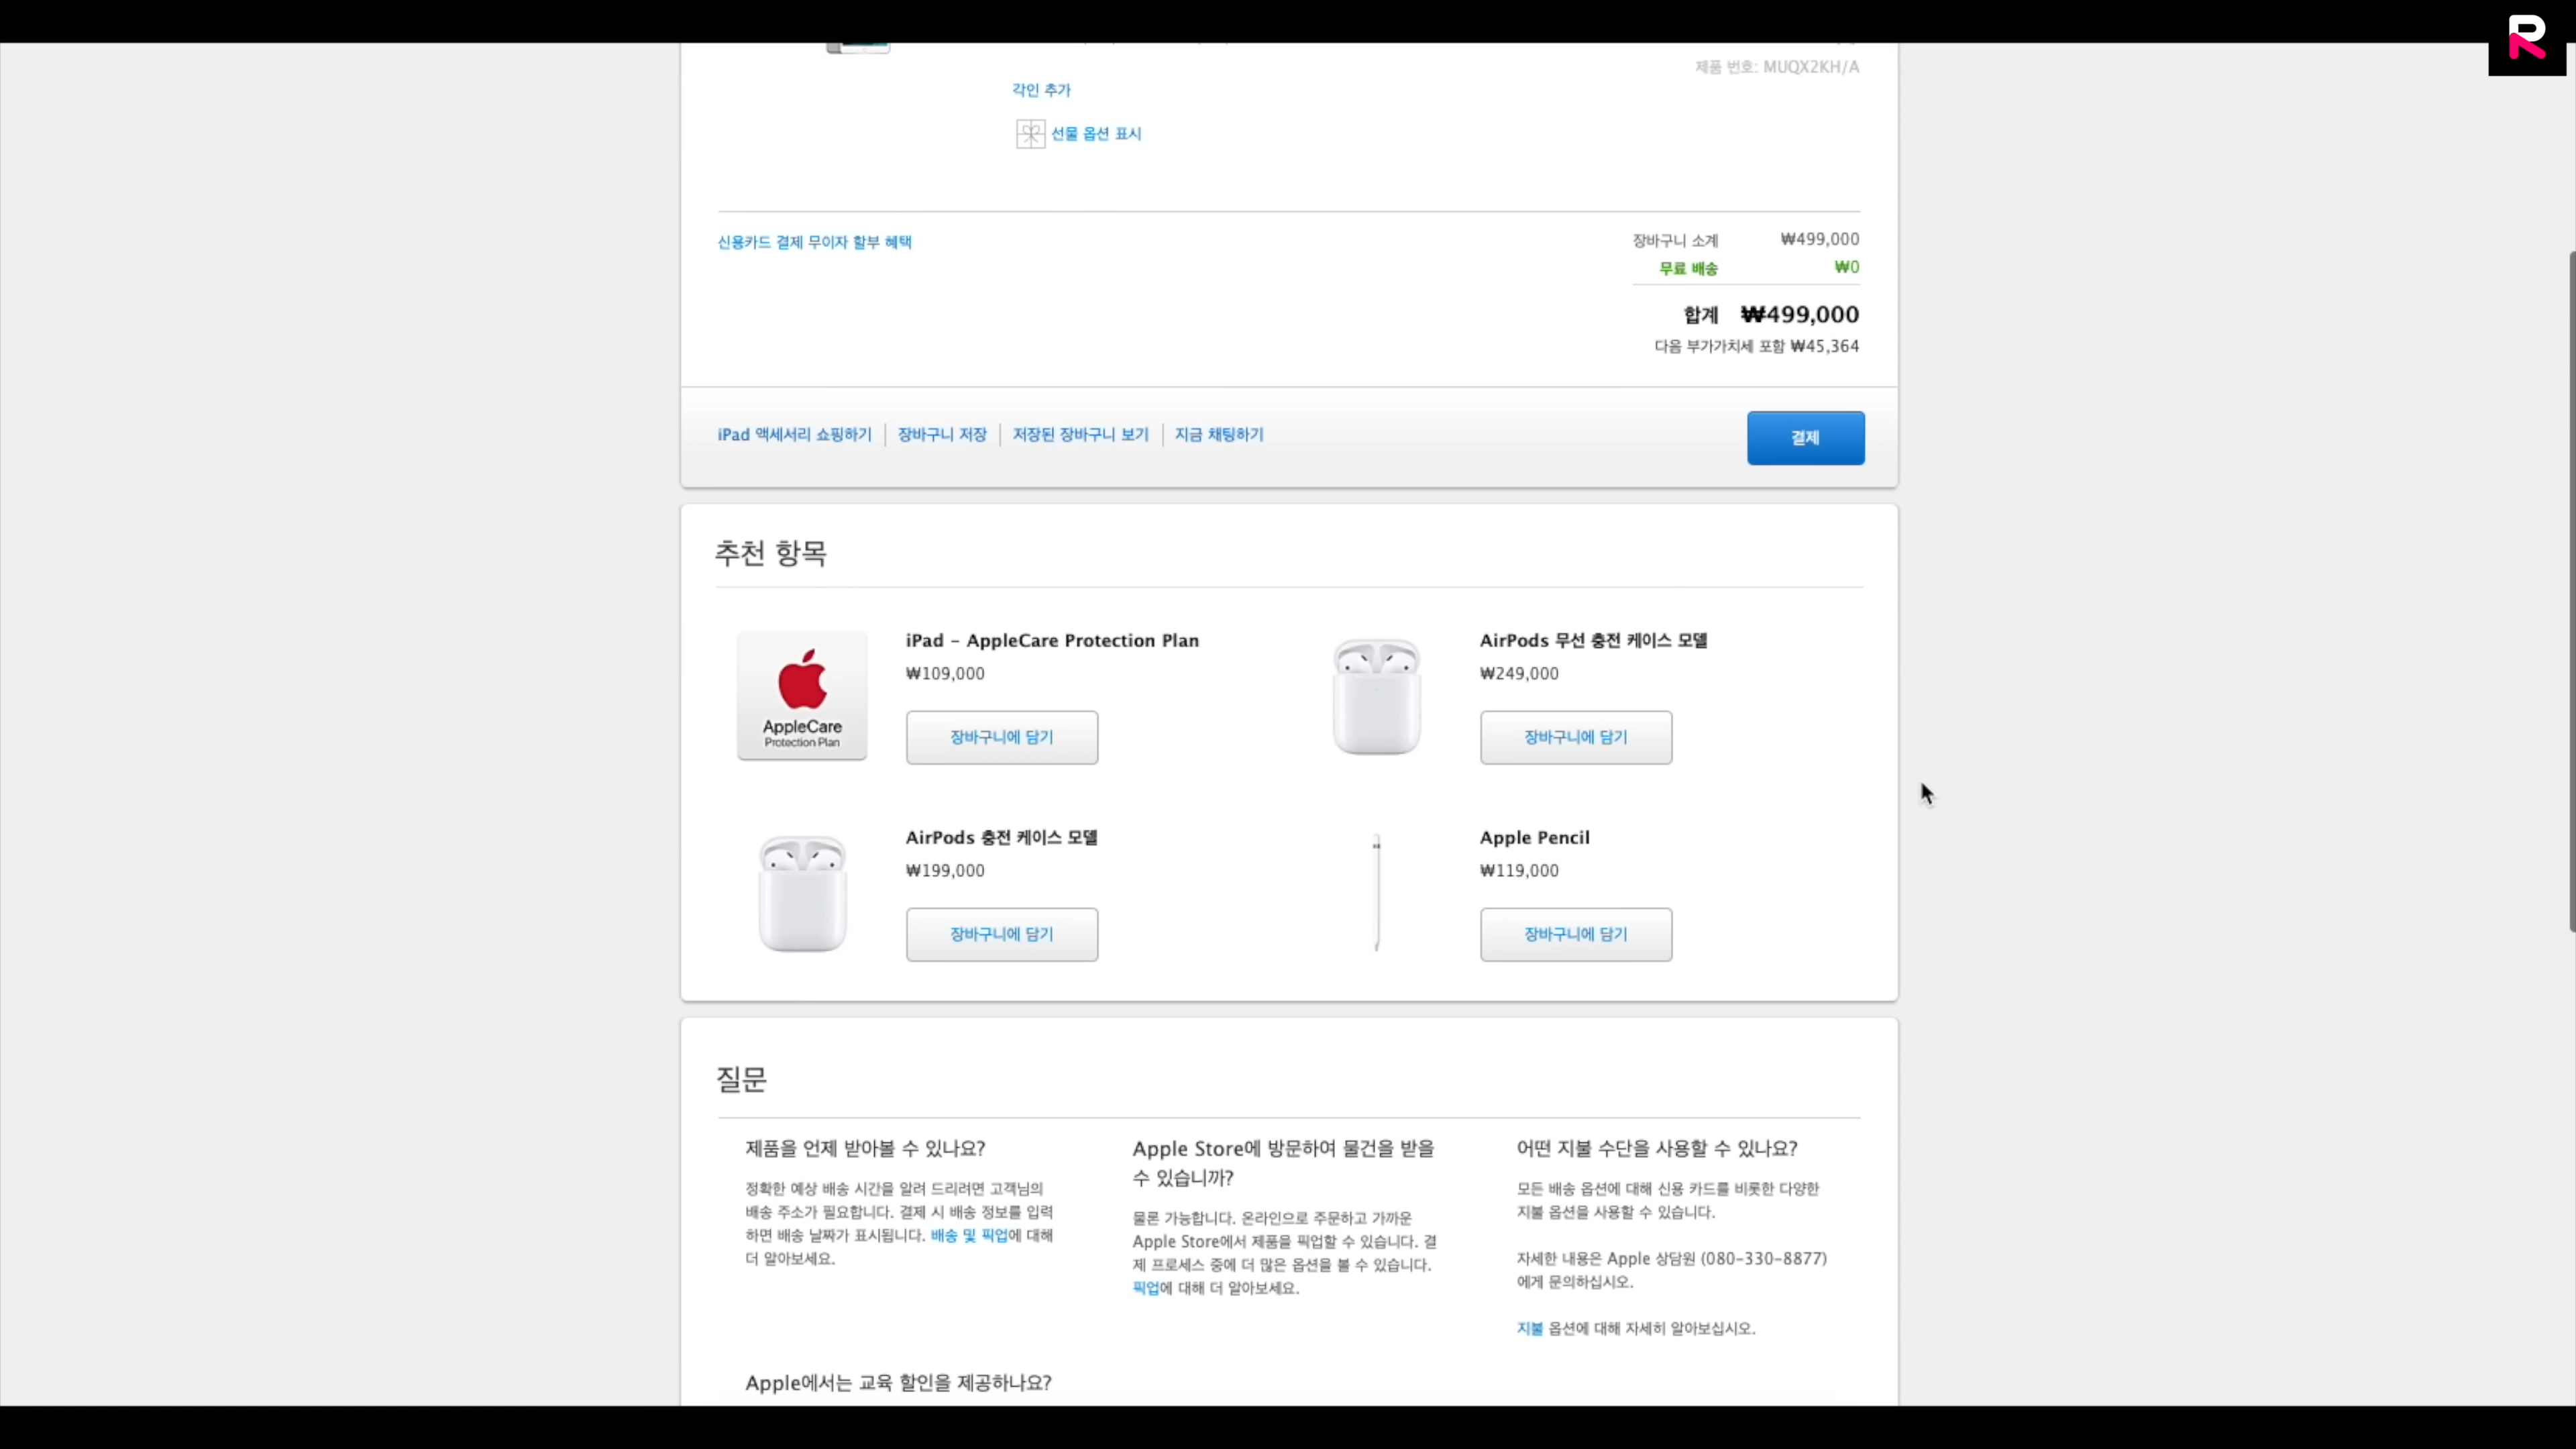 제품 번호: MUQX2KH/A
각인 추가
선물 옵션 표시
신용카드 결제 무이자 할부 혜택
장바구니 소계 ₩499,000
무료 배송 ₩0
합계 ₩499,000
다음 부가가치세 포함 ₩45,364
iPad 액세서리 쇼핑하기 장바구니 저장 저장된 장바구니 보기 지금 채팅하기
결제
추천 항목
iPad – AppleCare Protection Plan
₩109,000
장바구니에 담기
AppleCare
Protection Plan
AirPods 무선 충전 케이스 모델
₩249,000
장바구니에 담기
AirPods 충전 케이스 모델
₩199,000
장바구니에 담기
Apple Pencil
₩119,000
장바구니에 담기
질문
제품을 언제 받아볼 수 있나요?
정확한 예상 배송 시간을 알려 드리려면 고객님의
배송 주소가 필요합니다. 결제 시 배송 정보를 입력
하면 배송 날짜가 표시됩니다. 배송 및 픽업에 대해
더 알아보세요.
Apple Store에 방문하여 물건을 받을
수 있습니까?
물론 가능합니다. 온라인으로 주문하고 가까운
Apple Store에서 제품을 픽업할 수 있습니다. 결
제 프로세스 중에 더 많은 옵션을 볼 수 있습니다.
픽업에 대해 더 알아보세요.
어떤 지불 수단을 사용할 수 있나요?
모든 배송 옵션에 대해 신용 카드를 비롯한 다양한
지불 옵션을 사용할 수 있습니다.
자세한 내용은 Apple 상담원 (080-330-8877)
에게 문의하십시오.
지불 옵션에 대해 자세히 알아보십시오.
Apple에서는 교육 할인을 제공하나요?